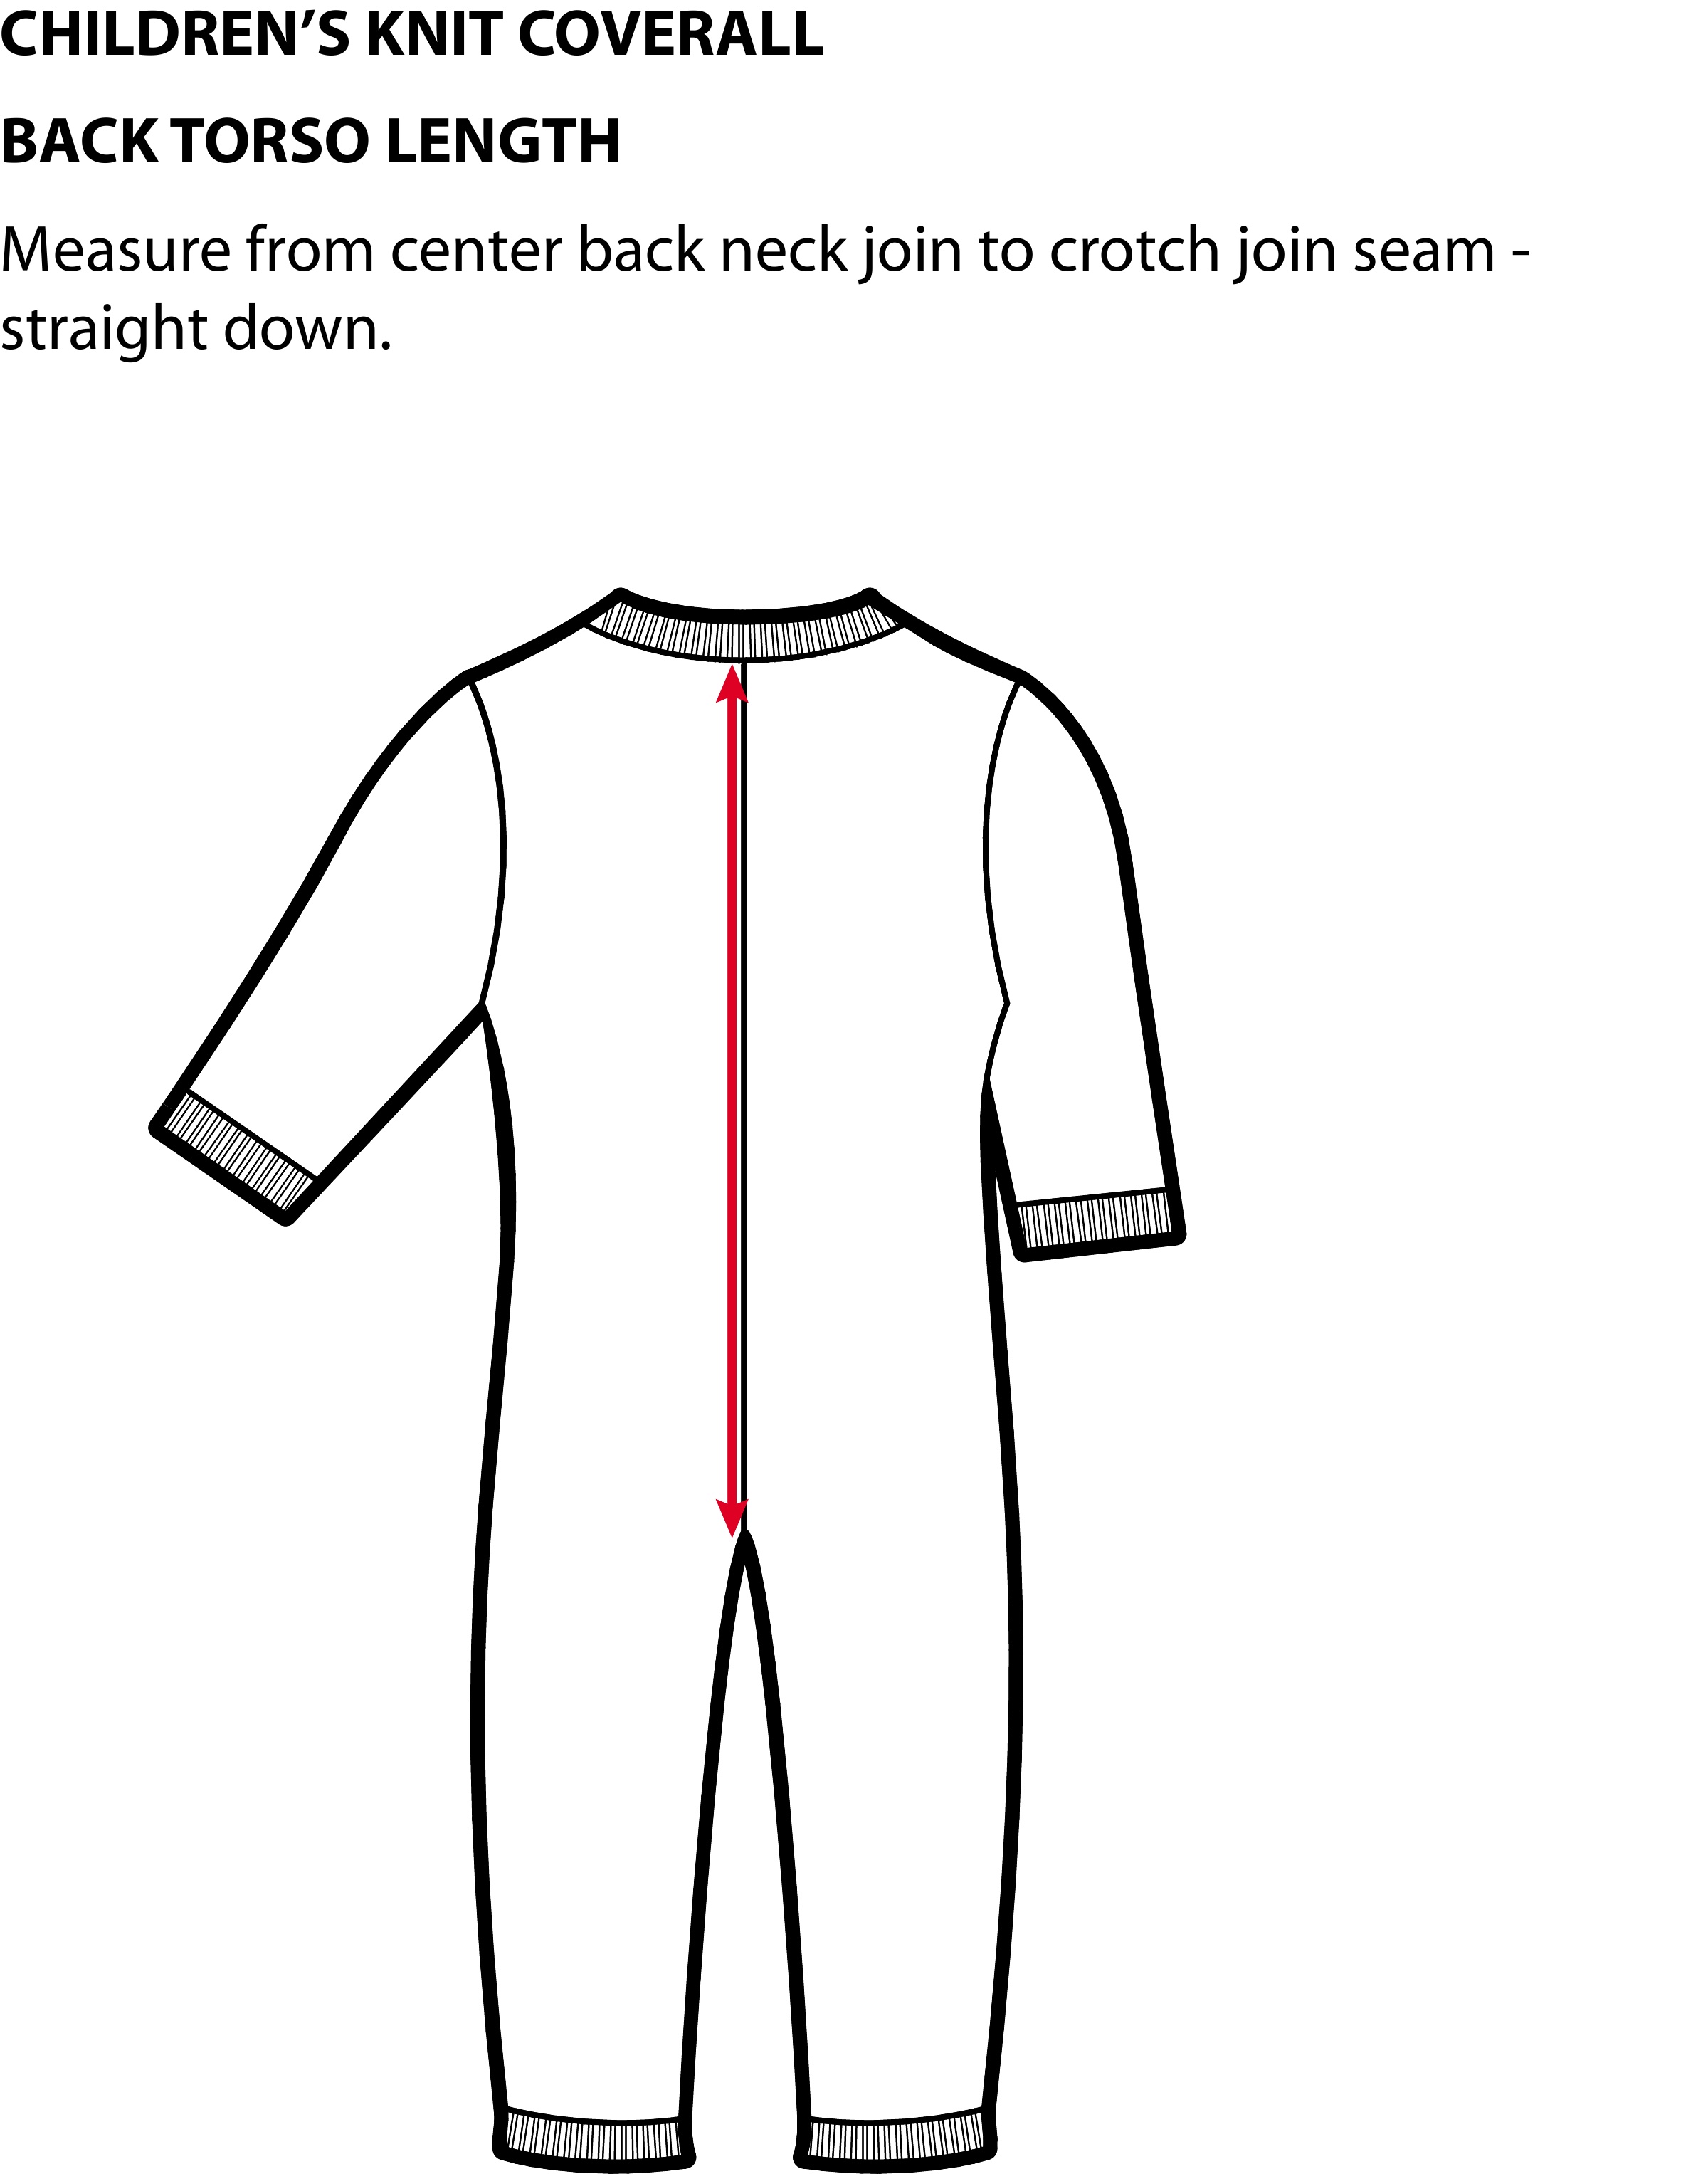 CHILDREN’S KNIT COVERALL
BACK TORSO LENGTH
Measure from center back neck join to crotch join seam -
straight down.